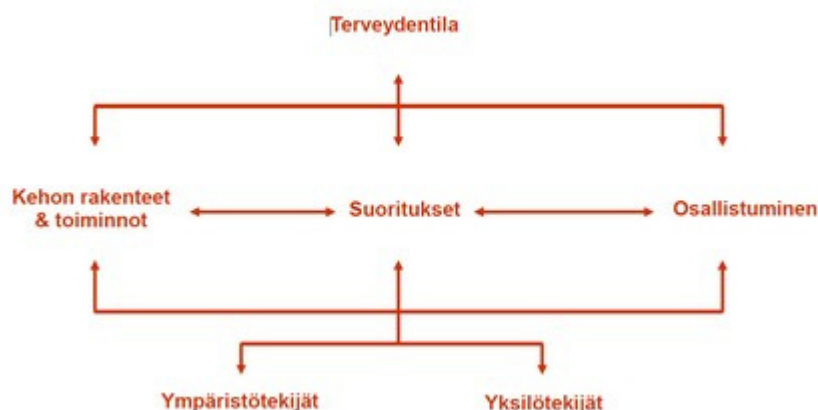 Terveydentila
Kehon rakenteet
& toiminnot
Suoritukset
Osallistuminen
Ympäristötekijät
Yksilötekijät